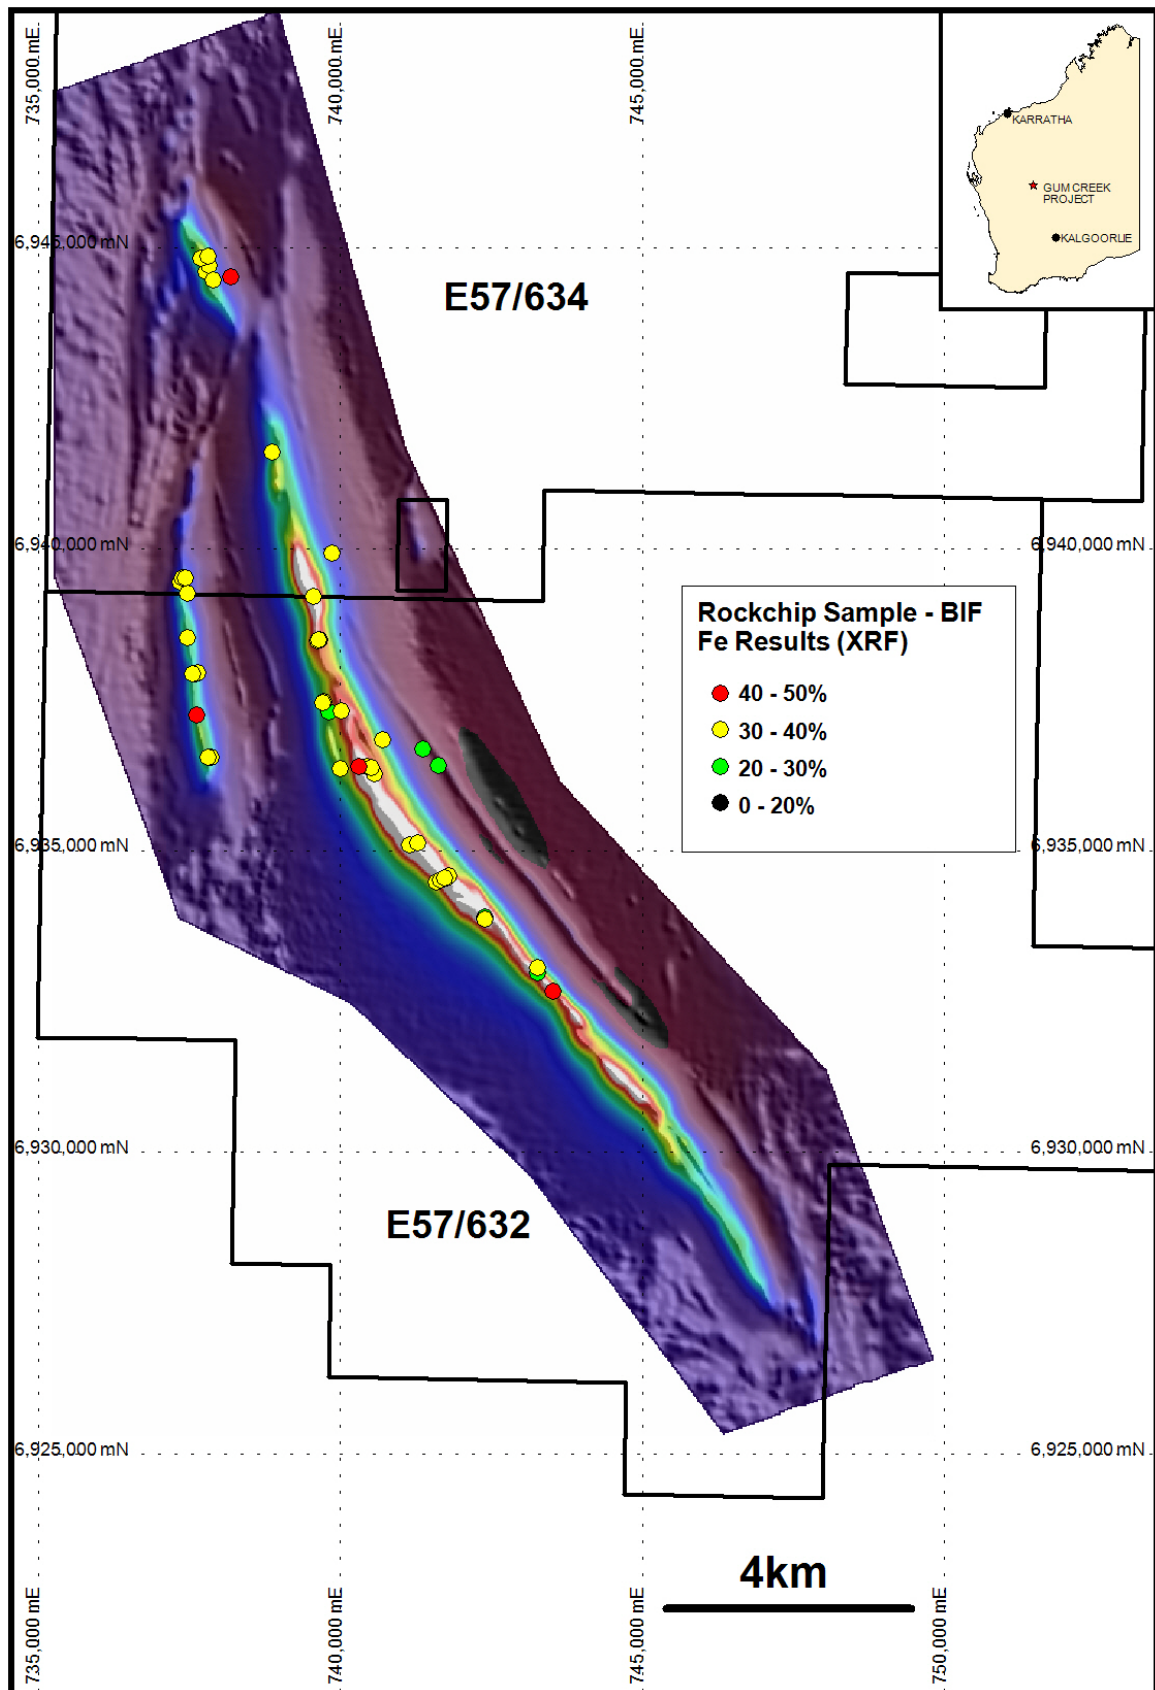 735,000 mE
740,000 mE
745,000 mE
KARRATHA
GUM CREEK
PROJECT
KALGOORLIE
6,945,000 mN
E57/634
6,940,000 mN
6,940,000 mN
Rockchip Sample - BIF
Fe Results (XRF)
40 - 50%
30 - 40%
20 - 30%
0 - 20%
6,935,000 mN
6,935,000 mN
6,930,000 mN
6,930,000 mN
E57/632
6,925,000 mN
6,925,000 mN
4km
735,000 mE
740,000 mE
745,000 mE
750,000 mE